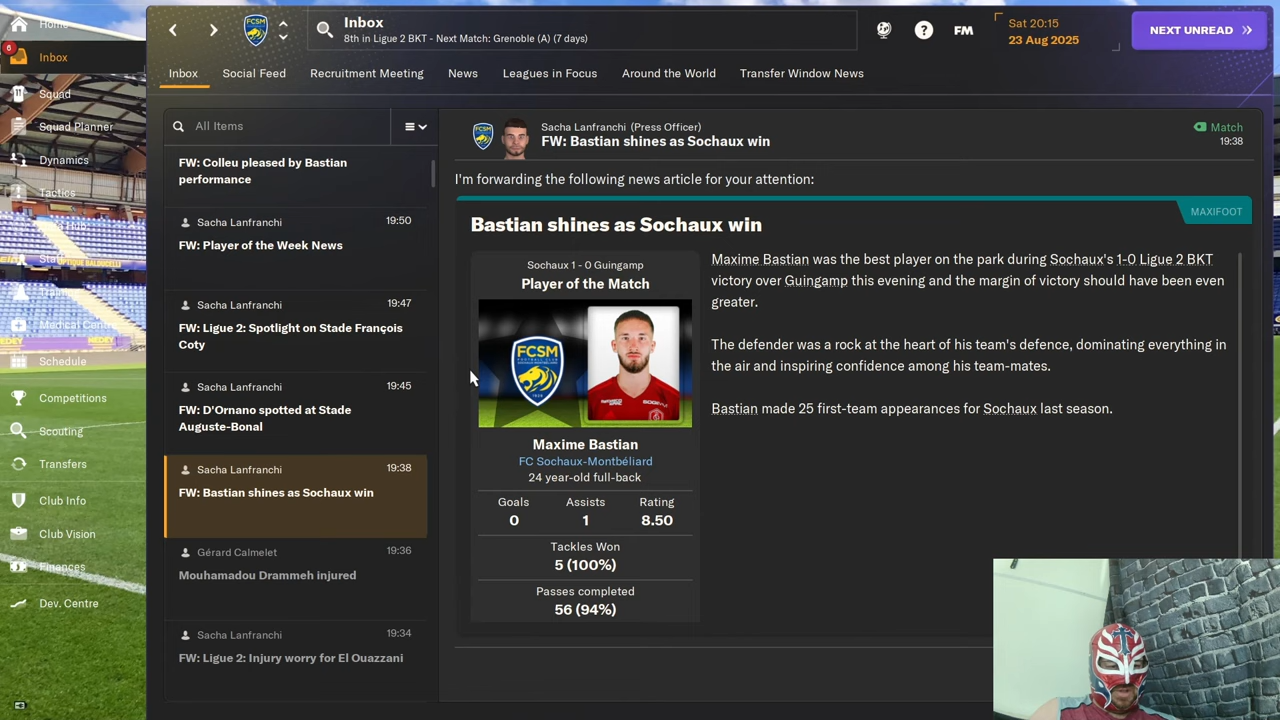 Home
6
Inbox
Squad
Squad Planner
Dynamics
Tactics
Medical Centre
Schedule
Competitions
Scouting
Transfers
Club Info
Club Vision
Finances
Dev. Centre
FCSM
Inbox
8th in Ligue 2 BKT - Next Match: Grenoble (A) (7 days)
?
FM
Sat 20:15
23 Aug 2025
NEXT UNREAD
Inbox
Social Feed
Recruitment Meeting
News
Leagues in Focus
Around the World
Transfer Window News
All Items
FW: Colleu pleased by Bastian
performance
Sacha Lanfranchi 19:50
FW: Player of the Week News
Sacha Lanfranchi 19:47
FW: Ligue 2: Spotlight on Stade François
Coty
Sacha Lanfranchi 19:45
FW: D'Ornano spotted at Stade
Auguste-Bonal
Sacha Lanfranchi 19:38
FW: Bastian shines as Sochaux win
Gérard Calmelet 19:36
Mouhamadou Drammeh injured
Sacha Lanfranchi 19:34
FW: Ligue 2: Injury worry for El Ouazzani
Sacha Lanfranchi (Press Officer)
FW: Bastian shines as Sochaux win
Match
19:38
I'm forwarding the following news article for your attention:
MAXIFOOT
Bastian shines as Sochaux win
Sochaux 1 - 0 Guingamp
Player of the Match
FCSM
Maxime Bastian
FC Sochaux-Montbéliard
24 year-old full-back
Goals Assists Rating
0 1 8.50
Tackles Won
5 (100%)
Passes completed
56 (94%)
Maxime Bastian was the best player on the park during Sochaux's 1-0 Ligue 2 BKT
victory over Guingamp this evening and the margin of victory should have been even
greater.
The defender was a rock at the heart of his team's defence, dominating everything in
the air and inspiring confidence among his team-mates.
Bastian made 25 first-team appearances for Sochaux last season.